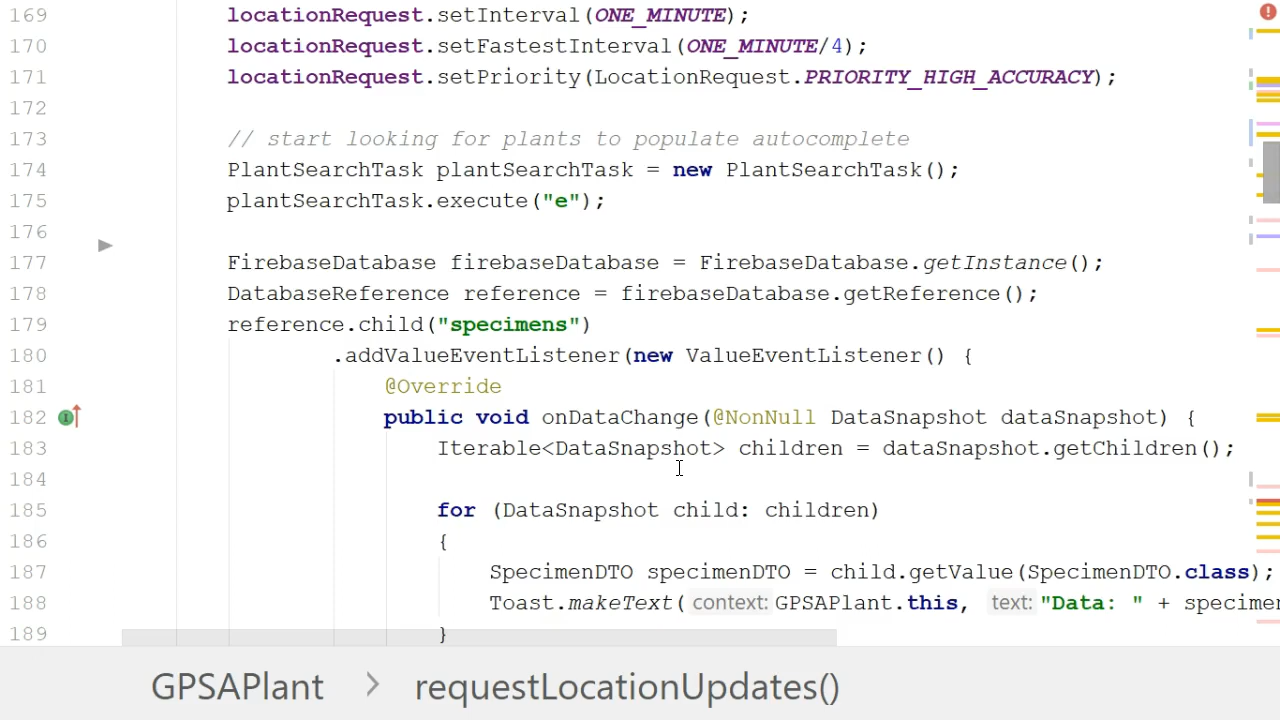 169 locationRequest.setInterval(ONE_MINUTE);
170 locationRequest.setFastestInterval(ONE_MINUTE/4);
171 locationRequest.setPriority(LocationRequest.PRIORITY_HIGH_ACCURACY);
172
173 // start looking for plants to populate autocomplete
174 PlantSearchTask plantSearchTask = new PlantSearchTask();
175 plantSearchTask.execute("e");
176
177 FirebaseDatabase firebaseDatabase = FirebaseDatabase.getInstance();
178 DatabaseReference reference = firebaseDatabase.getReference();
179 reference.child("specimens")
180 .addValueEventListener(new ValueEventListener() {
181 @Override
182 public void onDataChange(@NonNull DataSnapshot dataSnapshot) {
183 Iterable<DataSnapshot> children = dataSnapshot.getChildren();
184
185 for (DataSnapshot child: children)
186 {
187 SpecimenDTO specimenDTO = child.getValue(SpecimenDTO.class);
188 Toast.makeText( context: GPSAPlant.this, text: "Data: " + specimen
189 }
GPSAPlant > requestLocationUpdates()